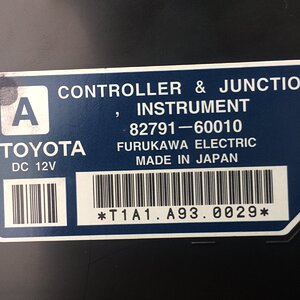 A
CONTROLLER & JUNCTIO
, INSTRUMENT
82791-60010
TOYOTA
FURUKAWA ELECTRIC
DC 12V
MADE IN JAPAN
*T1A1.A93.0029*